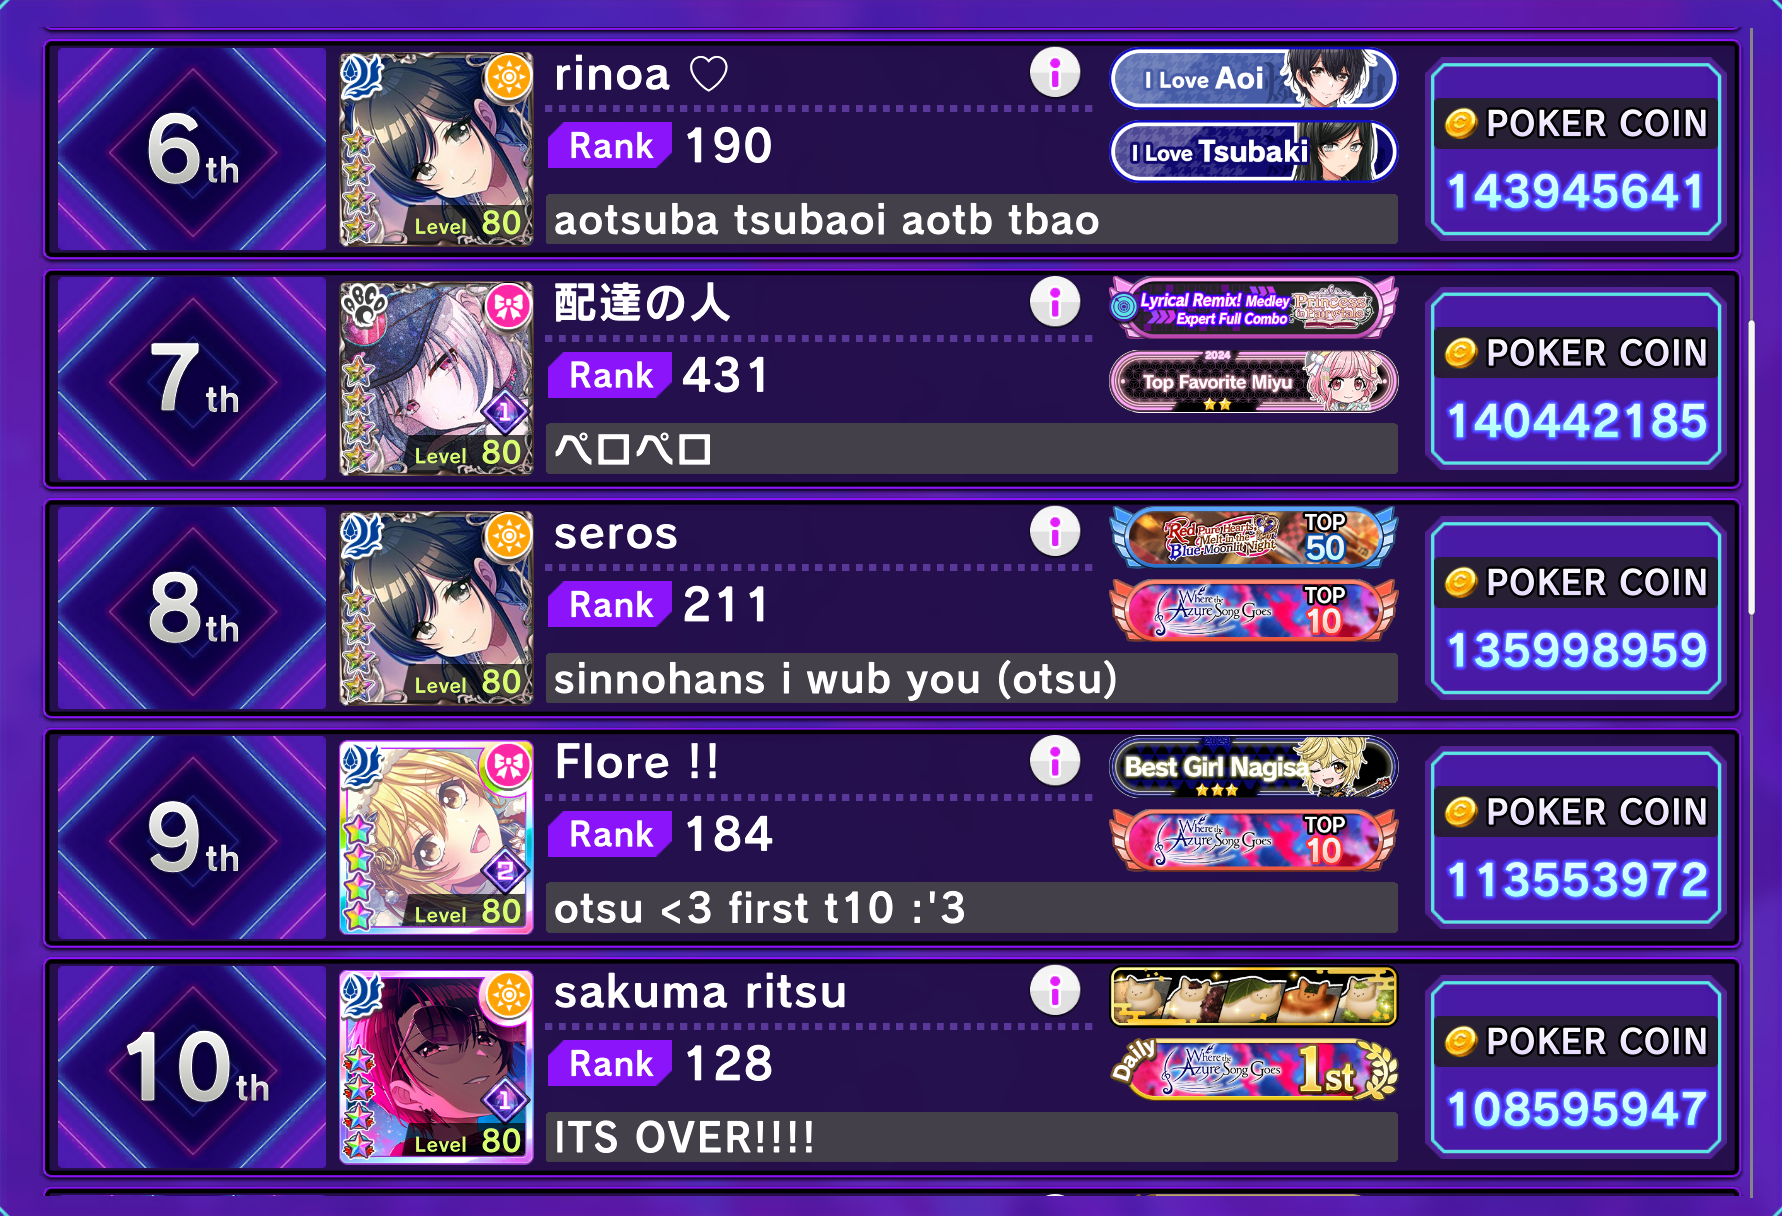 6th
Level 80
rinoa ♡
Rank 190
aotsuba tsubaoi aotb tbao
I Love Aoi
I Love Tsubaki
POKER COIN
143945641
7th
1
Level 80
配達の人
Rank 431
ペロペロ
Lyrical Remix! Medley
Expert Full Combo
Princess
Fairytale
2024
Top Favorite Miyu
POKER COIN
140442185
8th
Level 80
seros
Rank 211
sinnohans i wub you (otsu)
Red Pure Hearts
Melt in the
Blue Moonlit Night
TOP
50
Where the
Azure Song Goes
TOP
10
POKER COIN
135998959
9th
2
Level 80
Flore !!
Rank 184
otsu <3 first t10 :'3
Best Girl Nagisa
Where the
Azure Song Goes
TOP
10
POKER COIN
113553972
10th
1
Level 80
sakuma ritsu
Rank 128
ITS OVER!!!!
Daily
Where the
Azure Song Goes
1st
POKER COIN
108595947